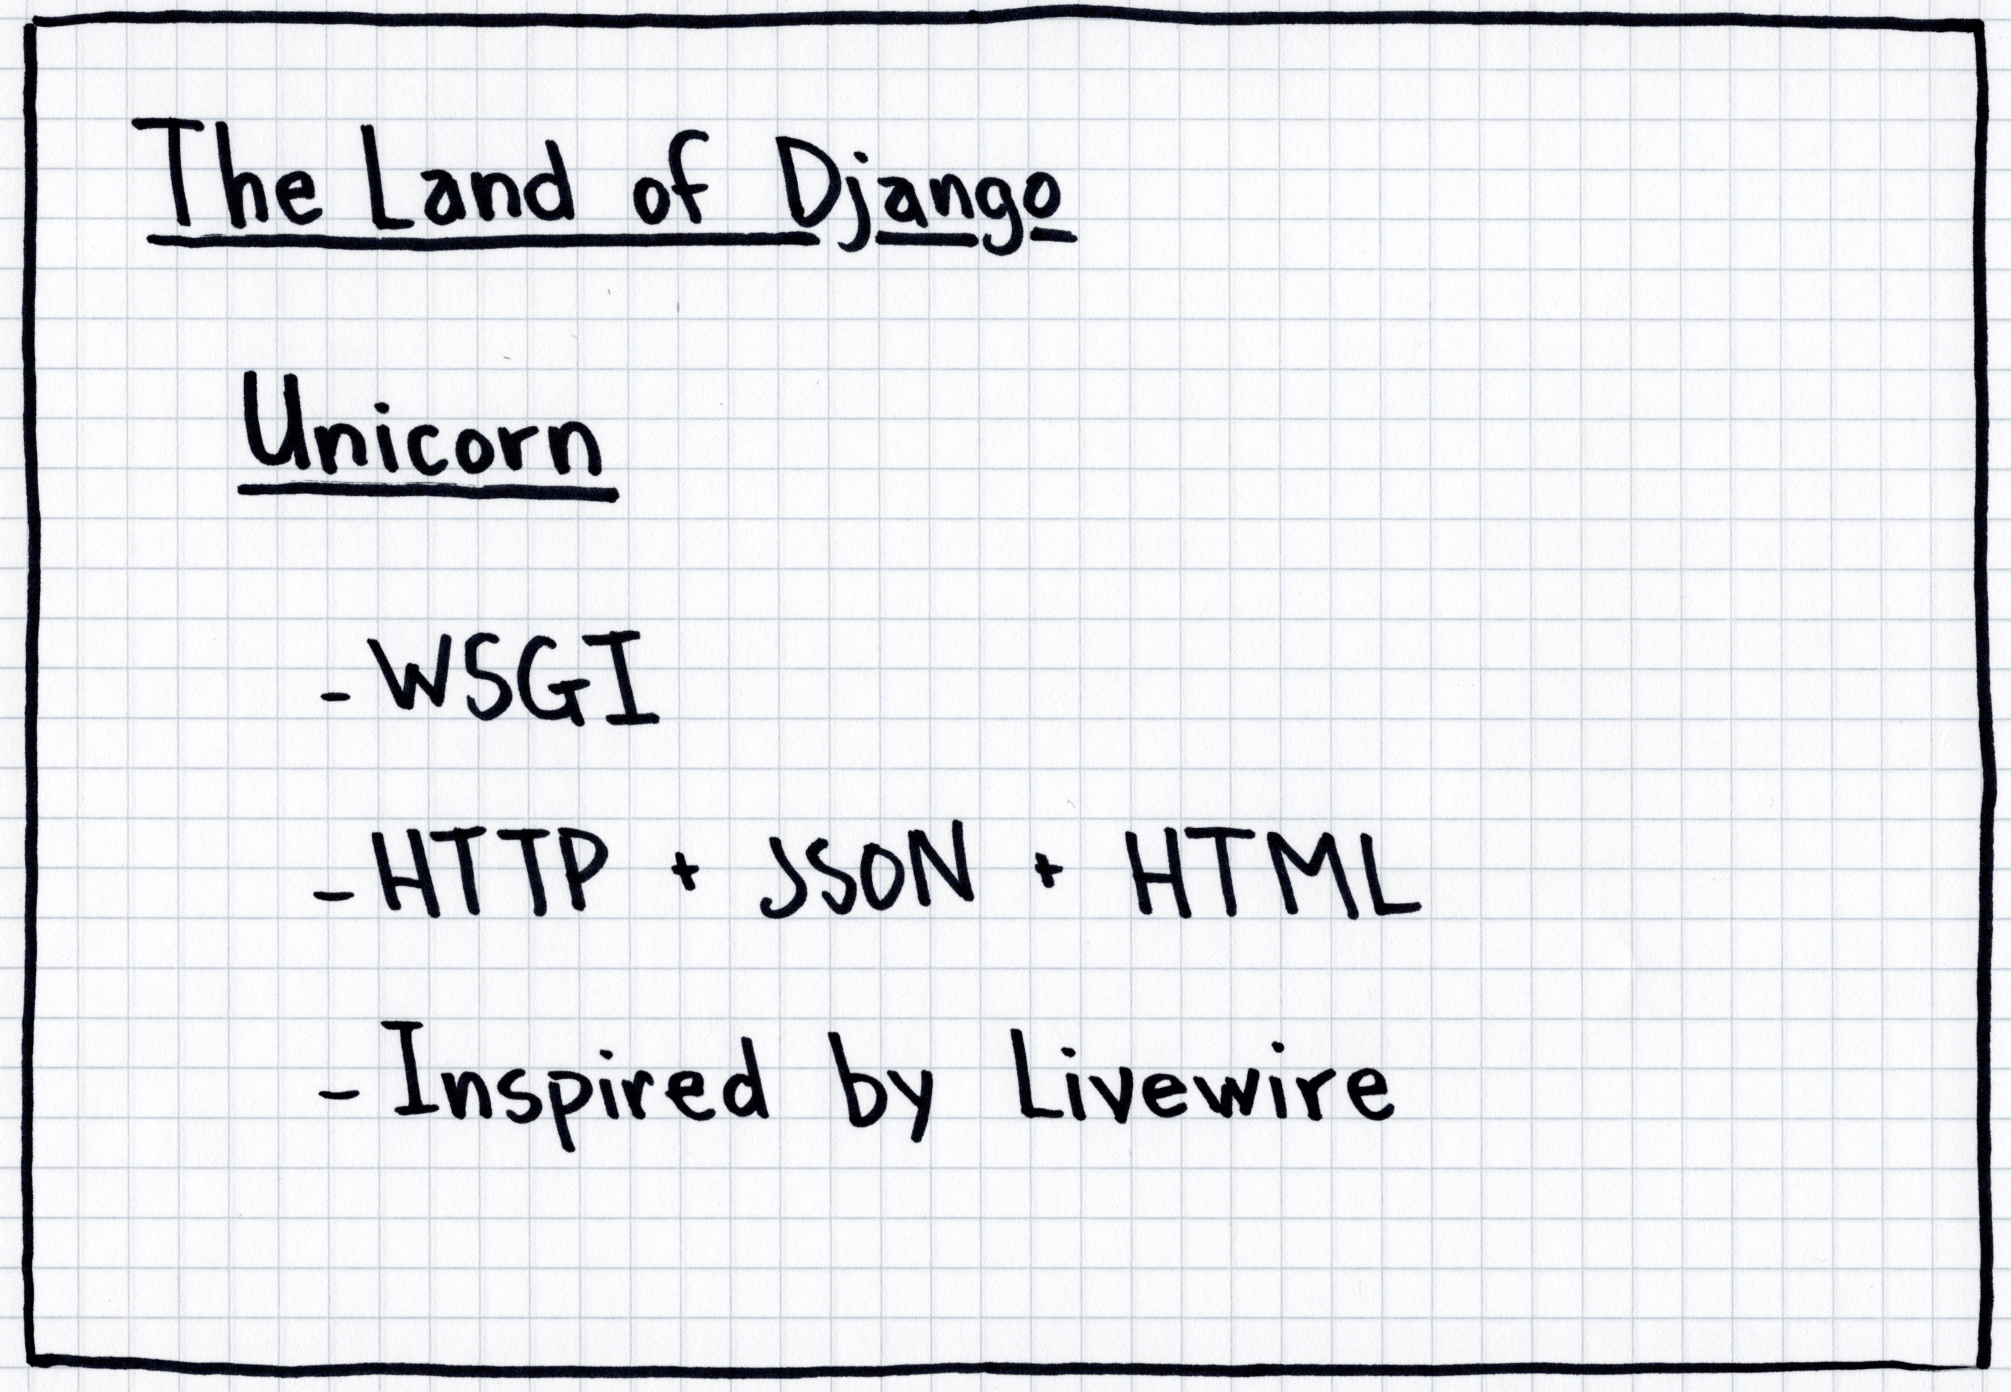 The Land of Django
Unicorn
- WSGI
- HTTP + JSON + HTML
- Inspired by Livewire